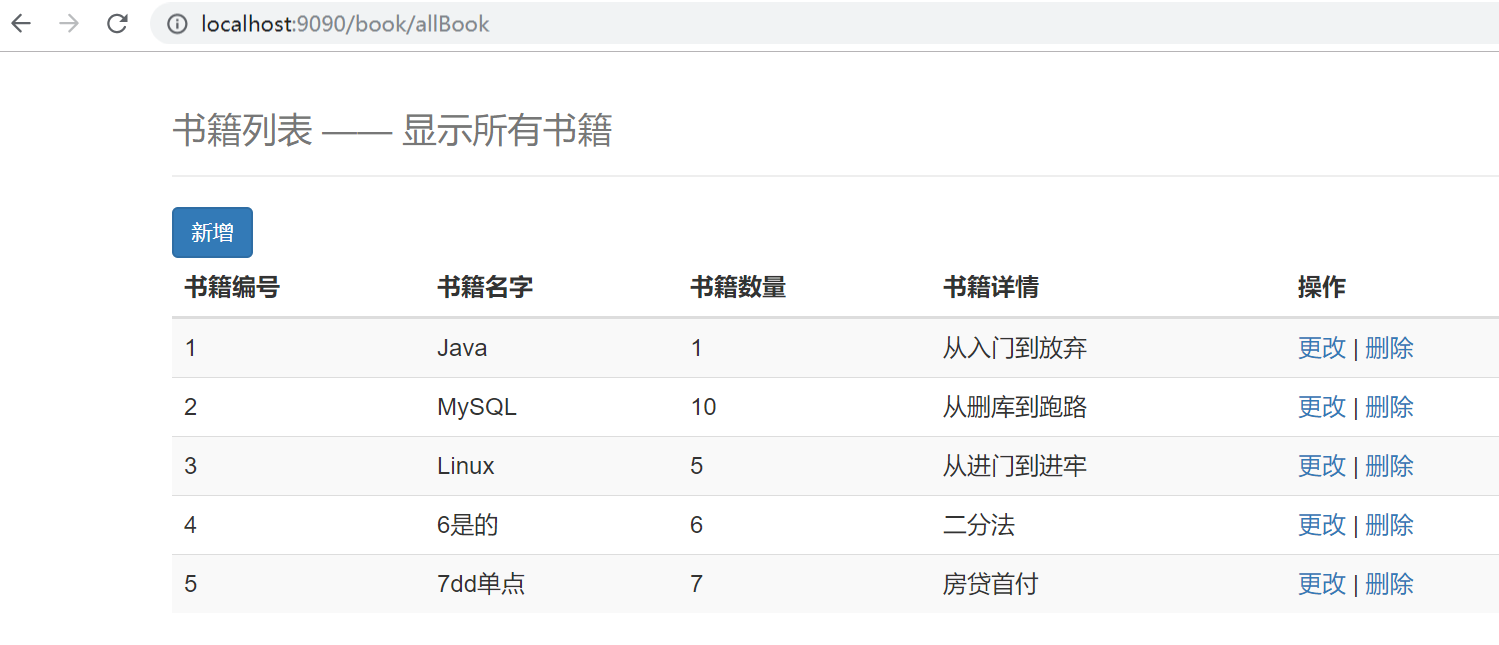 localhost:9090/book/allBook
书籍列表 —— 显示所有书籍
新增
书籍编号 书籍名字 书籍数量 书籍详情 操作
1 Java 1 从入门到放弃 更改 | 删除
2 MySQL 10 从删库到跑路 更改 | 删除
3 Linux 5 从进门到进牢 更改 | 删除
4 6是的 6 二分法 更改 | 删除
5 7dd单点 7 房贷首付 更改 | 删除